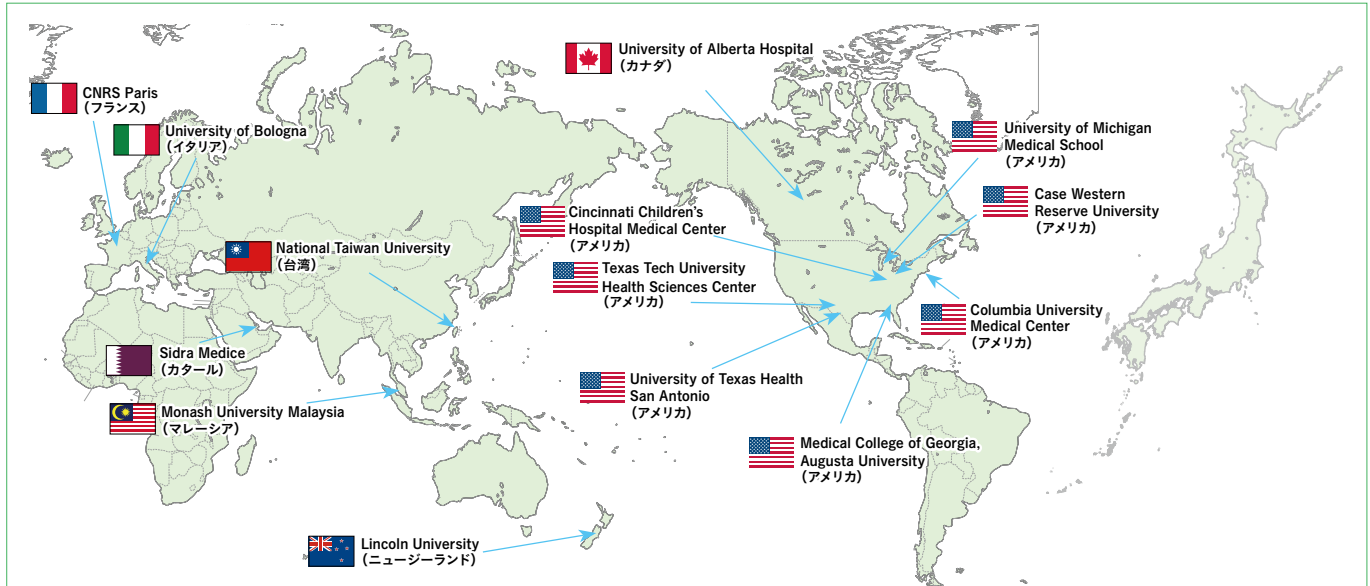 University of Alberta Hospital
（カナダ）
CNRS Paris
（フランス）
University of Bologna
（イタリア）
University of Michigan
Medical School
（アメリカ）
Case Western
Reserve University
（アメリカ）
Cincinnati Children's
Hospital Medical Center
（アメリカ）
National Taiwan University
（台湾）
Texas Tech University
Health Sciences Center
（アメリカ）
Columbia University
Medical Center
（アメリカ）
Sidra Medice
（カタール）
University of Texas Health
San Antonio
（アメリカ）
Monash University Malaysia
（マレーシア）
Medical College of Georgia,
Augusta University
（アメリカ）
Lincoln University
（ニュージーランド）